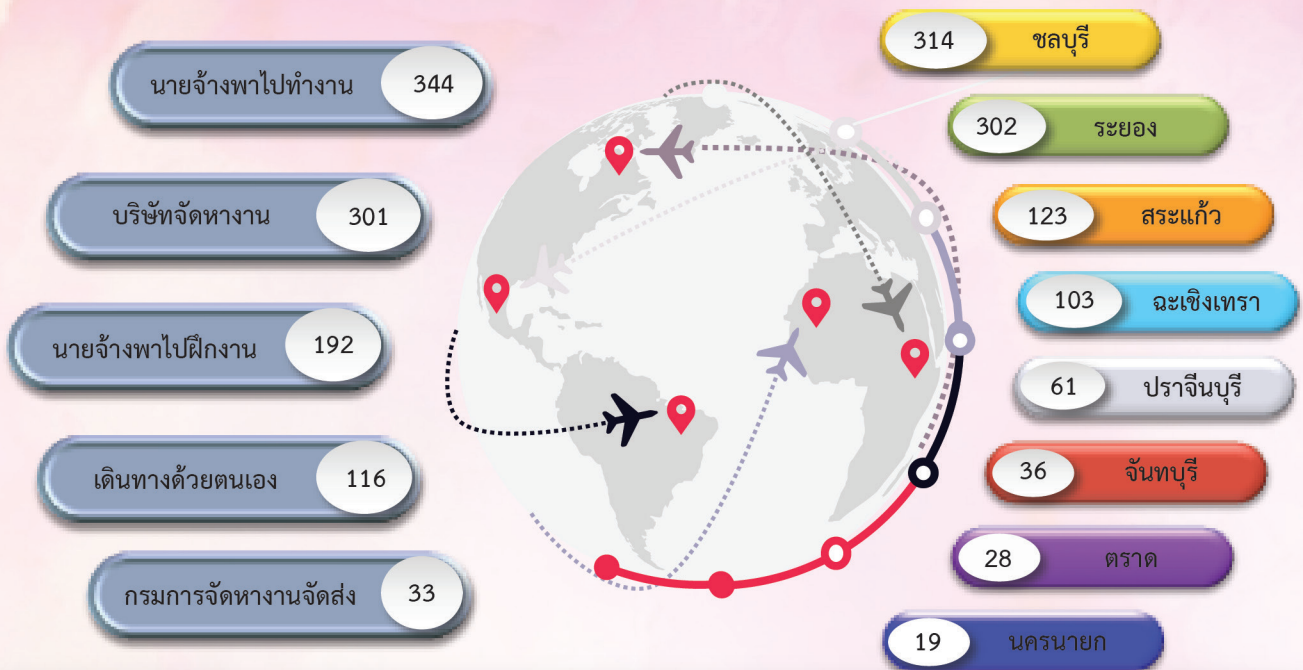 นายจ้างพาไปทำงาน 344
บริษัทจัดหางาน 301
นายจ้างพาไปฝึกงาน 192
เดินทางด้วยตนเอง 116
กรมการจัดหางานจัดส่ง 33
314 ชลบุรี
302 ระยอง
123 สระแก้ว
103 ฉะเชิงเทรา
61 ปราจีนบุรี
36 จันทบุรี
28 ตราด
19 นครนายก